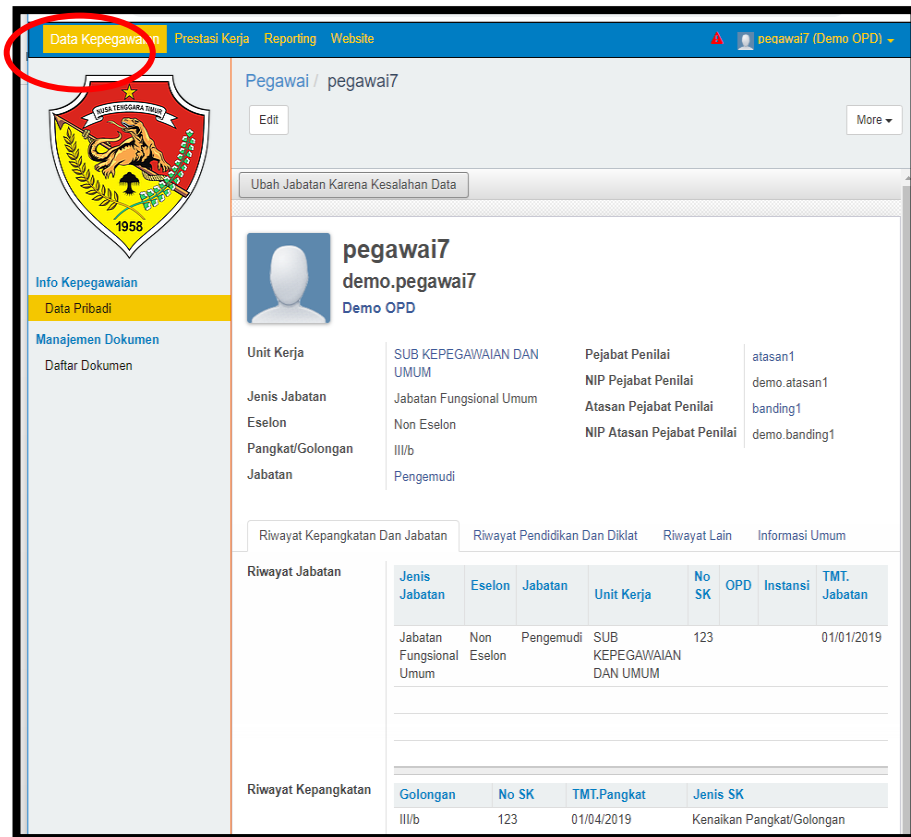 Data Kepegawaian Prestasi Kerja Reporting Website pegawai7 (Demo OPD)
NUSA TENGGARA TIMUR
1958
Info Kepegawaian
Data Pribadi
Manajemen Dokumen
Daftar Dokumen
Pegawai / pegawai7
Edit More
Ubah Jabatan Karena Kesalahan Data
pegawai7
demo.pegawai7
Demo OPD
Unit Kerja SUB KEPEGAWAIAN DAN
UMUM
Jenis Jabatan Jabatan Fungsional Umum
Eselon Non Eselon
Pangkat/Golongan III/b
Jabatan Pengemudi
Pejabat Penilai atasan1
NIP Pejabat Penilai demo.atasan1
Atasan Pejabat Penilai banding1
NIP Atasan Pejabat Penilai demo.banding1
Riwayat Kepangkatan Dan Jabatan Riwayat Pendidikan Dan Diklat Riwayat Lain Informasi Umum
Riwayat Jabatan
Jenis No TMT.
Jabatan Eselon Jabatan Unit Kerja SK OPD Instansi Jabatan
Jabatan Non Pengemudi SUB 123 01/01/2019
Fungsional Eselon KEPEGAWAIAN
Umum DAN UMUM
Riwayat Kepangkatan
Golongan No SK TMT.Pangkat Jenis SK
III/b 123 01/04/2019 Kenaikan Pangkat/Golongan